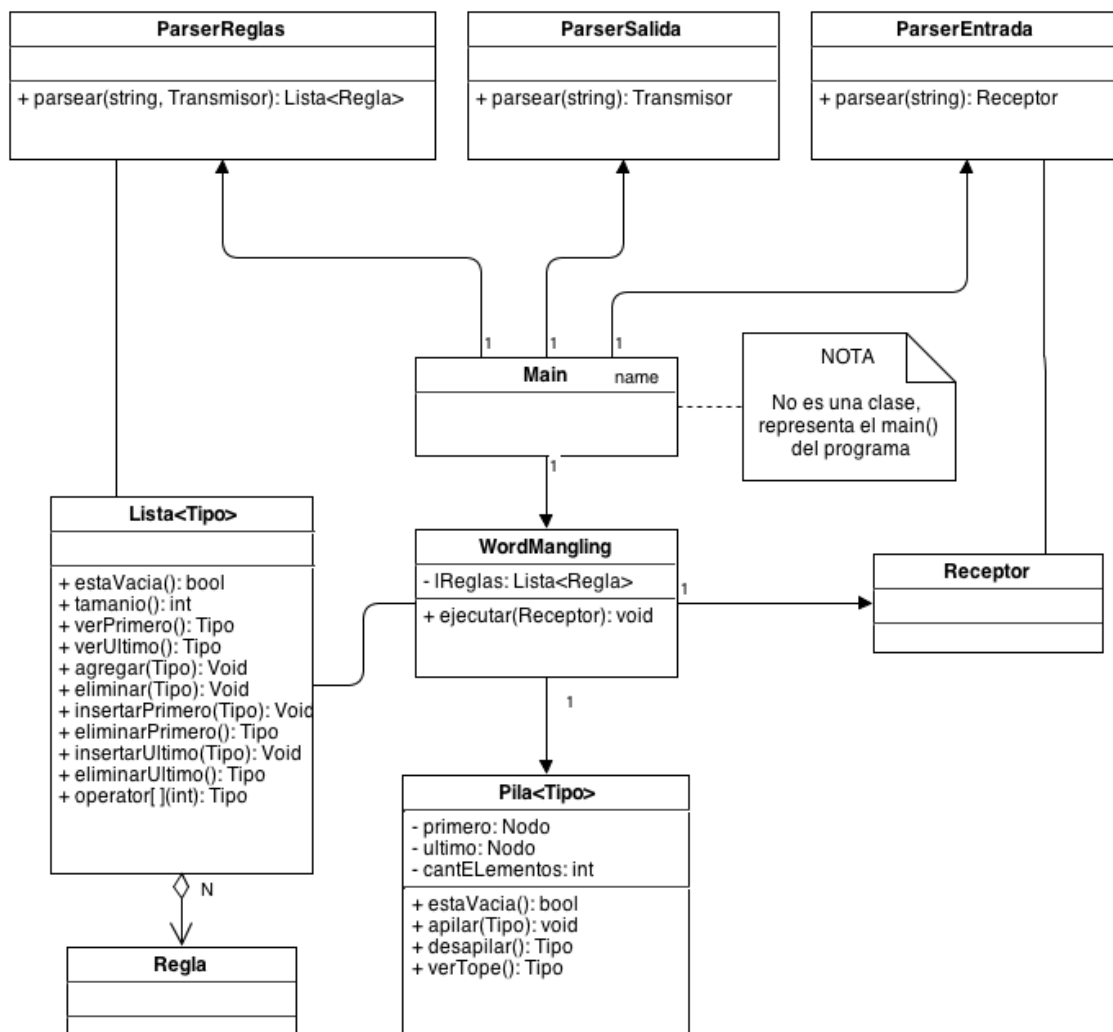 ParserReglas
+ parsear(string, Transmisor): Lista<Regla>
ParserSalida
+ parsear(string): Transmisor
ParserEntrada
+ parsear(string): Receptor
1
1
1
Main
name
1
NOTA
No es una clase,
representa el main()
del programa
Lista<Tipo>
+ estaVacia(): bool
+ tamanio(): int
+ verPrimero(): Tipo
+ verUltimo(): Tipo
+ agregar(Tipo): Void
+ eliminar(Tipo): Void
+ insertarPrimero(Tipo): Void
+ eliminarPrimero(): Tipo
+ insertarUltimo(Tipo): Void
+ eliminarUltimo(): Tipo
+ operator[ ](int): Tipo
N
WordMangling
- lReglas: Lista<Regla>
+ ejecutar(Receptor): void
1
1
Receptor
Pila<Tipo>
- primero: Nodo
- ultimo: Nodo
- cantELementos: int
+ estaVacia(): bool
+ apilar(Tipo): void
+ desapilar(): Tipo
+ verTope(): Tipo
Regla